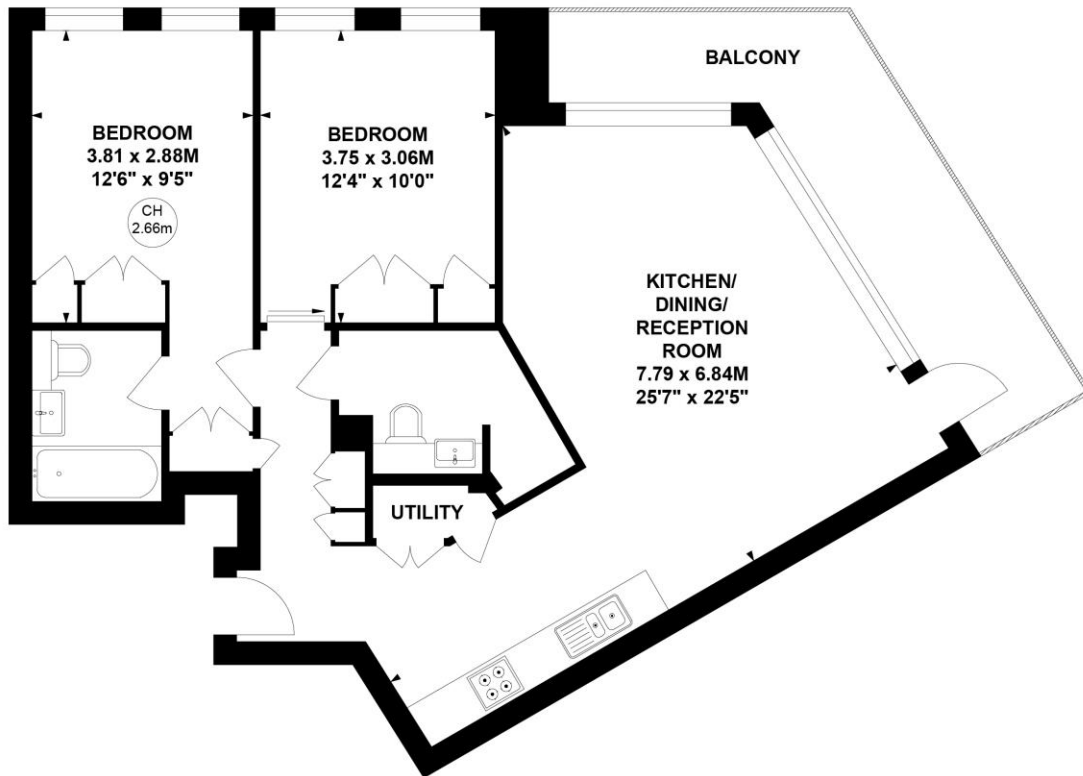 BALCONY
BEDROOM
3.81 x 2.88M
12'6" x 9'5"
CH
2.66m
BEDROOM
3.75 x 3.06M
12'4" x 10'0"
KITCHEN/
DINING/
RECEPTION
ROOM
7.79 x 6.84M
25'7" x 22'5"
UTILITY